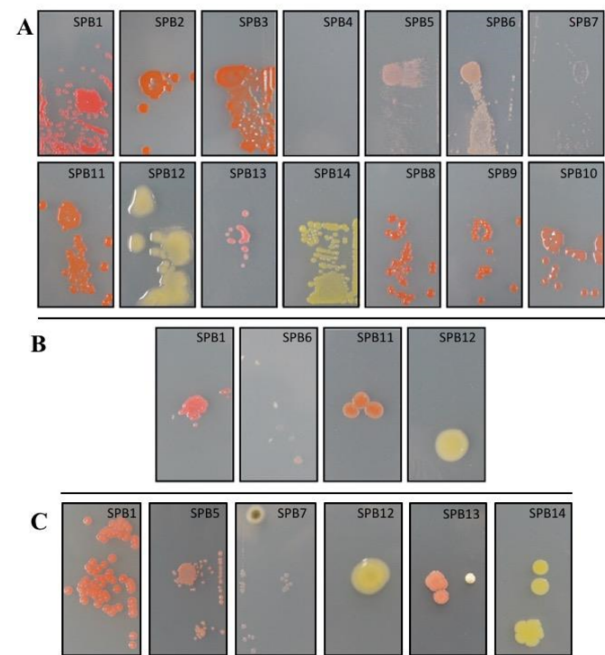 A
SPB1 SPB2 SPB3 SPB4 SPB5 SPB6 SPB7
SPB11 SPB12 SPB13 SPB14 SPB8 SPB9 SPB10
B
SPB1 SPB6 SPB11 SPB12
C
SPB1 SPB5 SPB7 SPB12 SPB13 SPB14